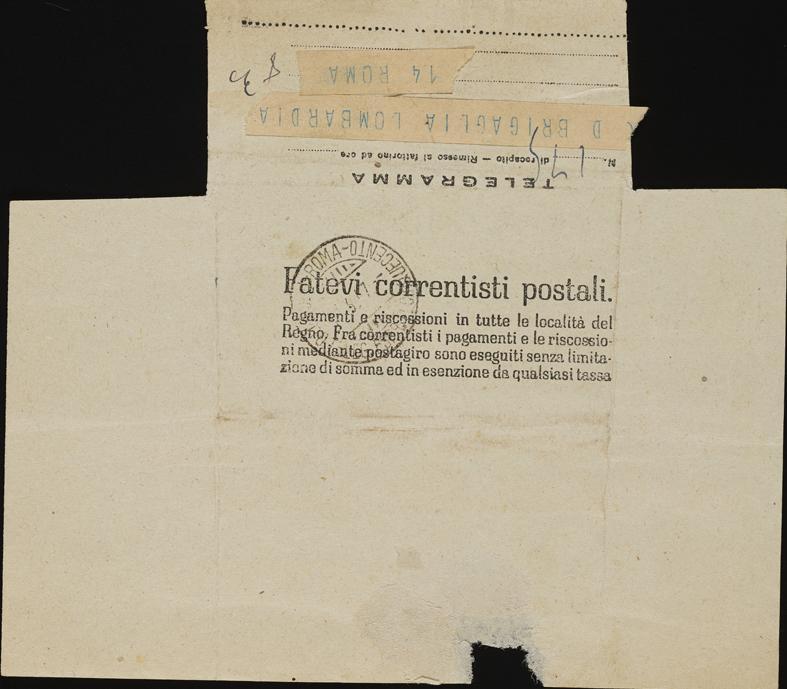 14 ROMA
D BRIGAGLIA LOMBARDIA
N. di recapito — Rimesso al fattorino ad ore
TELEGRAMMA
ROMA-CINQUECENTO
Fatevi correntisti postali.
Pagamenti e riscossioni in tutte le località del
Regno. Fra correntisti i pagamenti e le riscossio-
ni mediante postagiro sono eseguiti senza limita-
zione di somma ed in esenzione da qualsiasi tassa